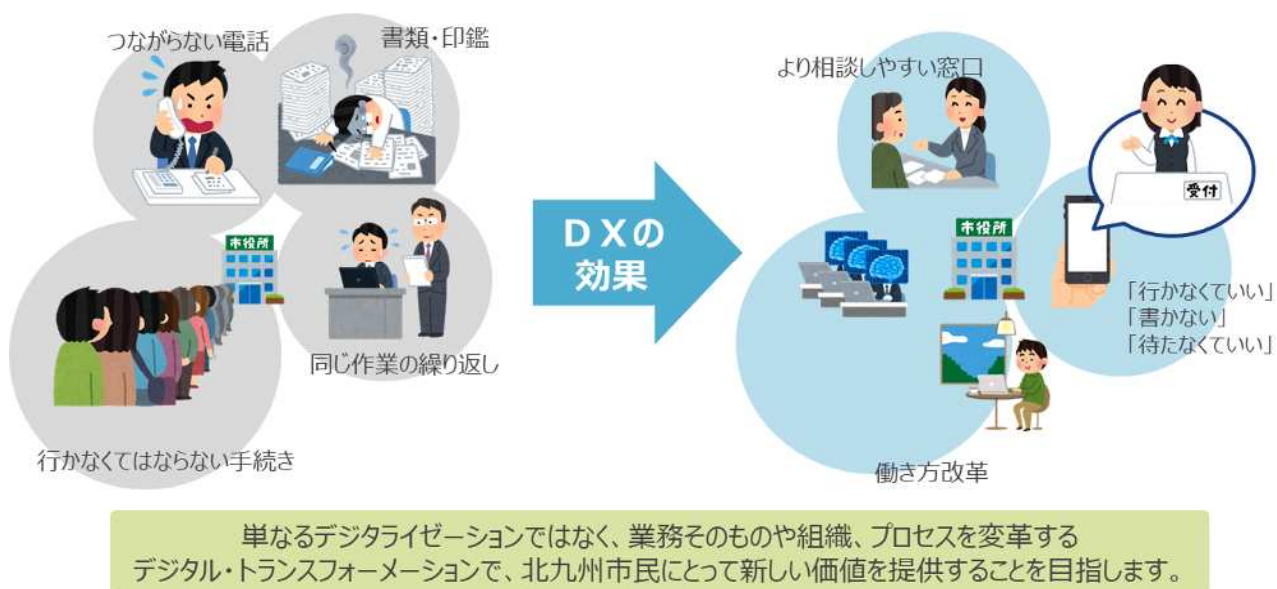 つながらない電話
書類・印鑑
市役所
同じ作業の繰り返し
行かなくてはならない手続き
DXの
効果
より相談しやすい窓口
受付
市役所
「行かなくていい」
「書かない」
「待たなくていい」
働き方改革
単なるデジタライゼーションではなく、業務そのものや組織、プロセスを変革する
デジタル・トランスフォーメーションで、北九州市民にとって新しい価値を提供することを目指します。